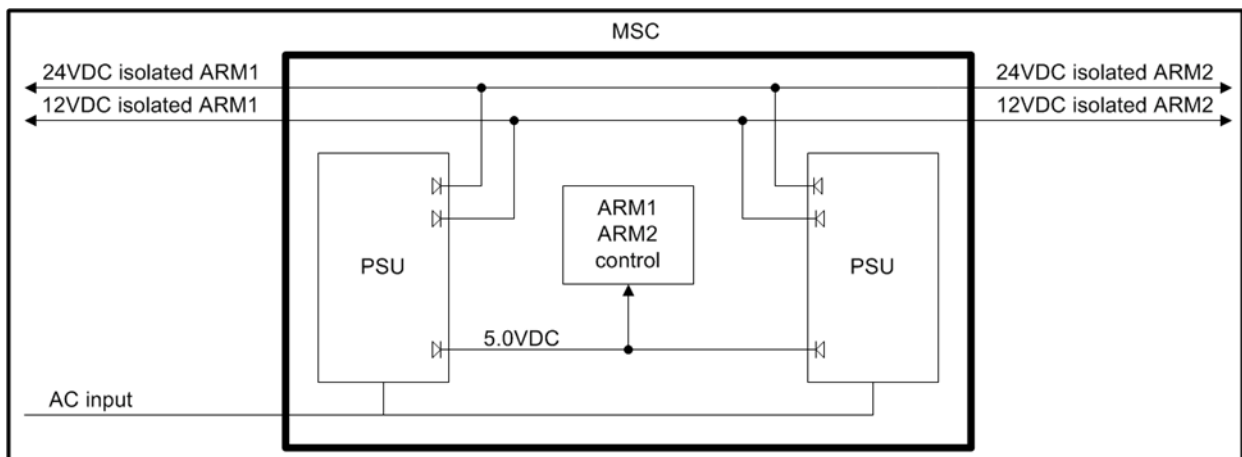 MSC
24VDC isolated ARM1
24VDC isolated ARM2
12VDC isolated ARM1
12VDC isolated ARM2
ARM1
ARM2
control
PSU
PSU
5.0VDC
AC input